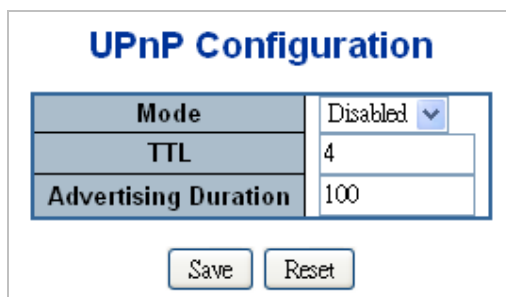 UPnP Configuration
Mode Disabled
TTL 4
Advertising Duration 100
Save Reset